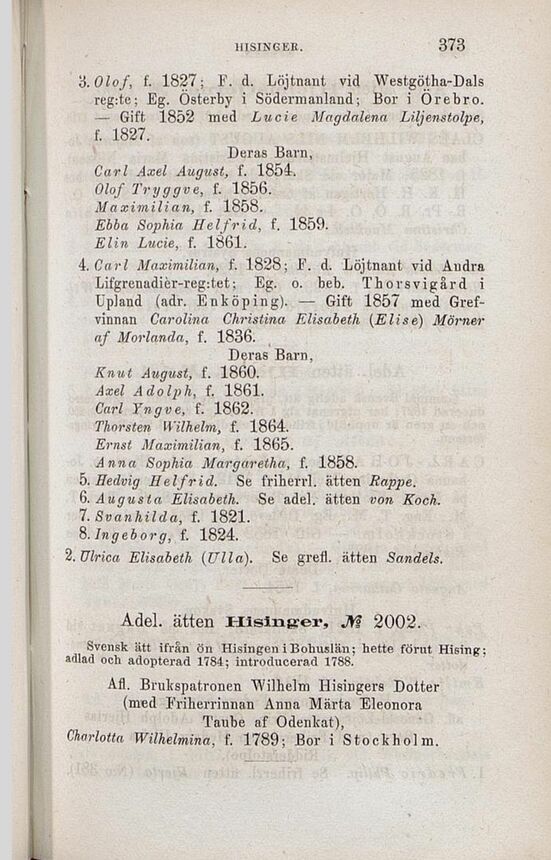 HISINGER. 373
3. Olof, f. 1827; F. d. Löjtnant vid Westgötha-Dals
reg:te; Eg. Österby i Södermanland; Bor i Örebro.
— Gift 1852 med Lucie Magdalena Liljenstolpe,
f. 1827.
Deras Barn,
Carl Axel August, f. 1854.
Olof Tryggve, f. 1856.
Maximilian, f. 1858.
Ebba Sophia Helfrid, f. 1859.
Elin Lucie, f. 1861.
4. Carl Maximilian, f. 1828; F. d. Löjtnant vid Andra
Lifgrenadièr-reg:tet; Eg. o. beb. Thorsvigård i
Upland (adr. Enköping). — Gift 1857 med Gref-
vinnan Carolina Christina Elisabeth (Elise) Mörner
af Morlanda, f. 1836.
Deras Barn,
Knut August, f. 1860.
Axel Adolph, f. 1861.
Carl Yngve, f. 1862.
Thorsten Wilhelm, f. 1864.
Ernst Maximilian, f. 1865.
Anna Sophia Margaretha, f. 1858.
5. Hedvig Helfrid. Se friherrl. ätten Rappe.
6. Augusta Elisabeth. Se adel. ätten von Koch.
7. Svanhilda, f. 1821.
8. Ingeborg, f. 1824.
2. Ulrica Elisabeth (Ulla). Se grefl. ätten Sandels.
Adel. ätten Hisinger, № 2002.
Svensk ätt ifrån ön Hisingen i Bohuslän; hette förut Hising;
adlad och adopterad 1784; introducerad 1788.
Afl. Brukspatronen Wilhelm Hisingers Dotter
(med Friherrinnan Anna Märta Eleonora
Taube af Odenkat),
Charlotta Wilhelmina, f. 1789; Bor i Stockholm.